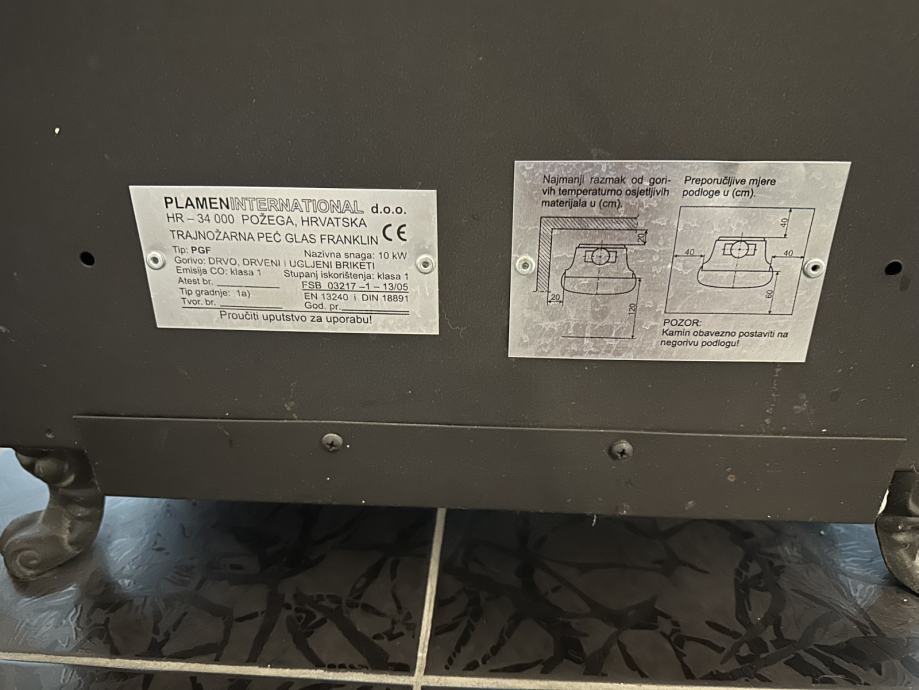 PLAMENINTERNATIONAL d.o.o.
HR – 34 000 POŽEGA, HRVATSKA
TRAJNOŽARNA PEĆ GLAS FRANKLIN CE
Tip: PGF Nazivna snaga: 10 kW
Gorivo: DRVO, DRVENI i UGLJENI BRIKETI
Emisija CO: klasa 1 Stupanj iskorištenja: klasa 1
Atest br. FSB 03217 –1 – 13/05
Tip gradnje: 1a) EN 13240 i DIN 18891
Tvor. br. God. pr.
Proučiti uputstvo za uporabu!
Najmanji razmak od gori-
vih temperaturno osjetljivih
materijala u (cm).
20
20
120
Preporučljive mjere
podloge u (cm).
40
40
40
60
POZOR:
Kamin obavezno postaviti na
negorivu podlogu!